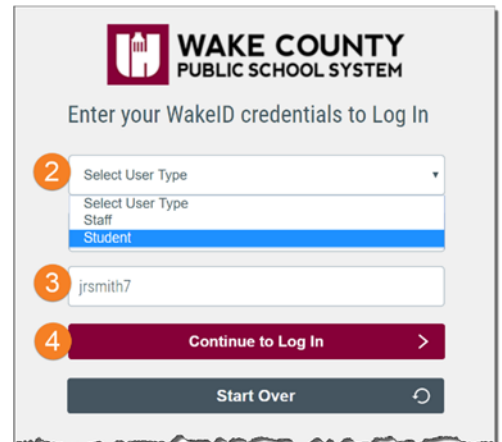 WAKE COUNTY
PUBLIC SCHOOL SYSTEM
Enter your WakeID credentials to Log In
2
Select User Type
Select User Type
Staff
Student
3
jrsmith7
4
Continue to Log In
Start Over